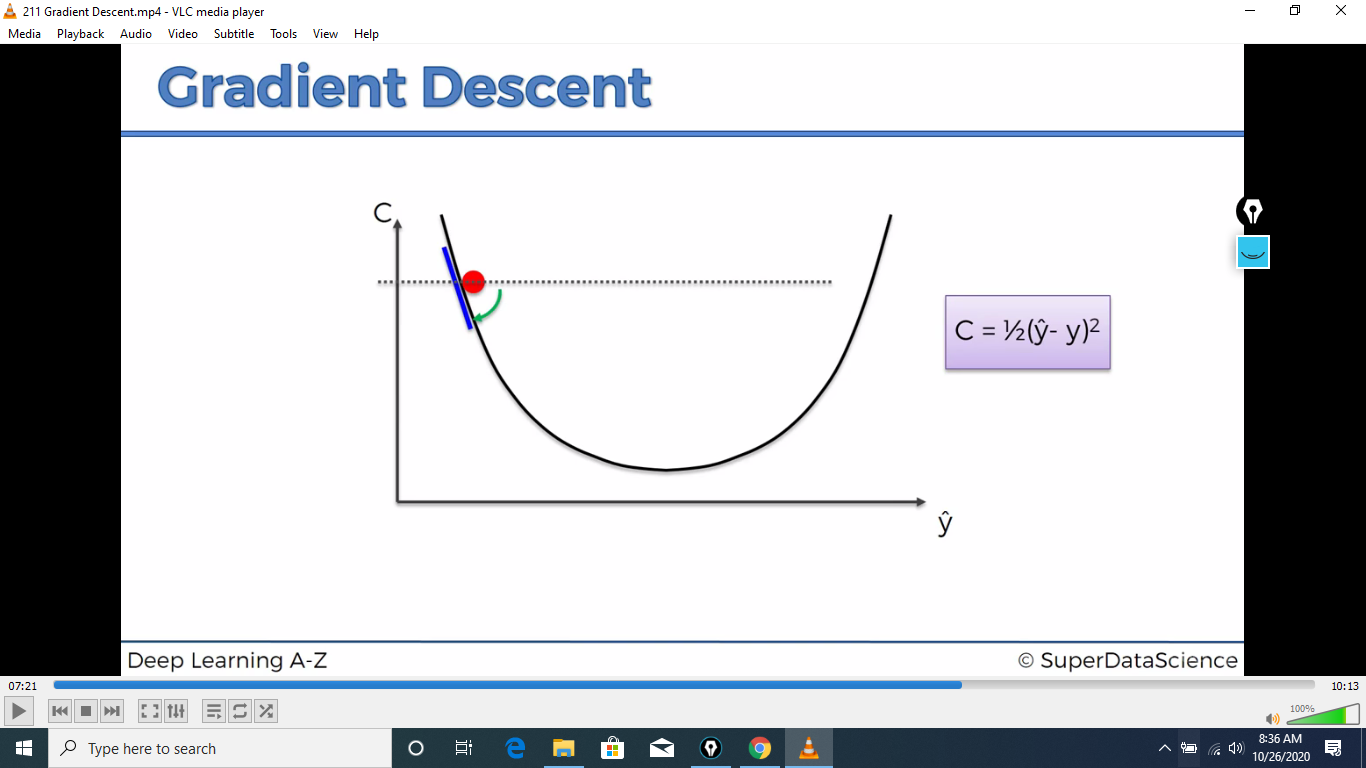 211 Gradient Descent.mp4 - VLC media player
Media Playback Audio Video Subtitle Tools View Help
Gradient Descent
C
C = ½(ŷ- y)²
ŷ
Deep Learning A-Z
© SuperDataScience
07:21
10:13
100%
Type here to search
8:36 AM
10/26/2020